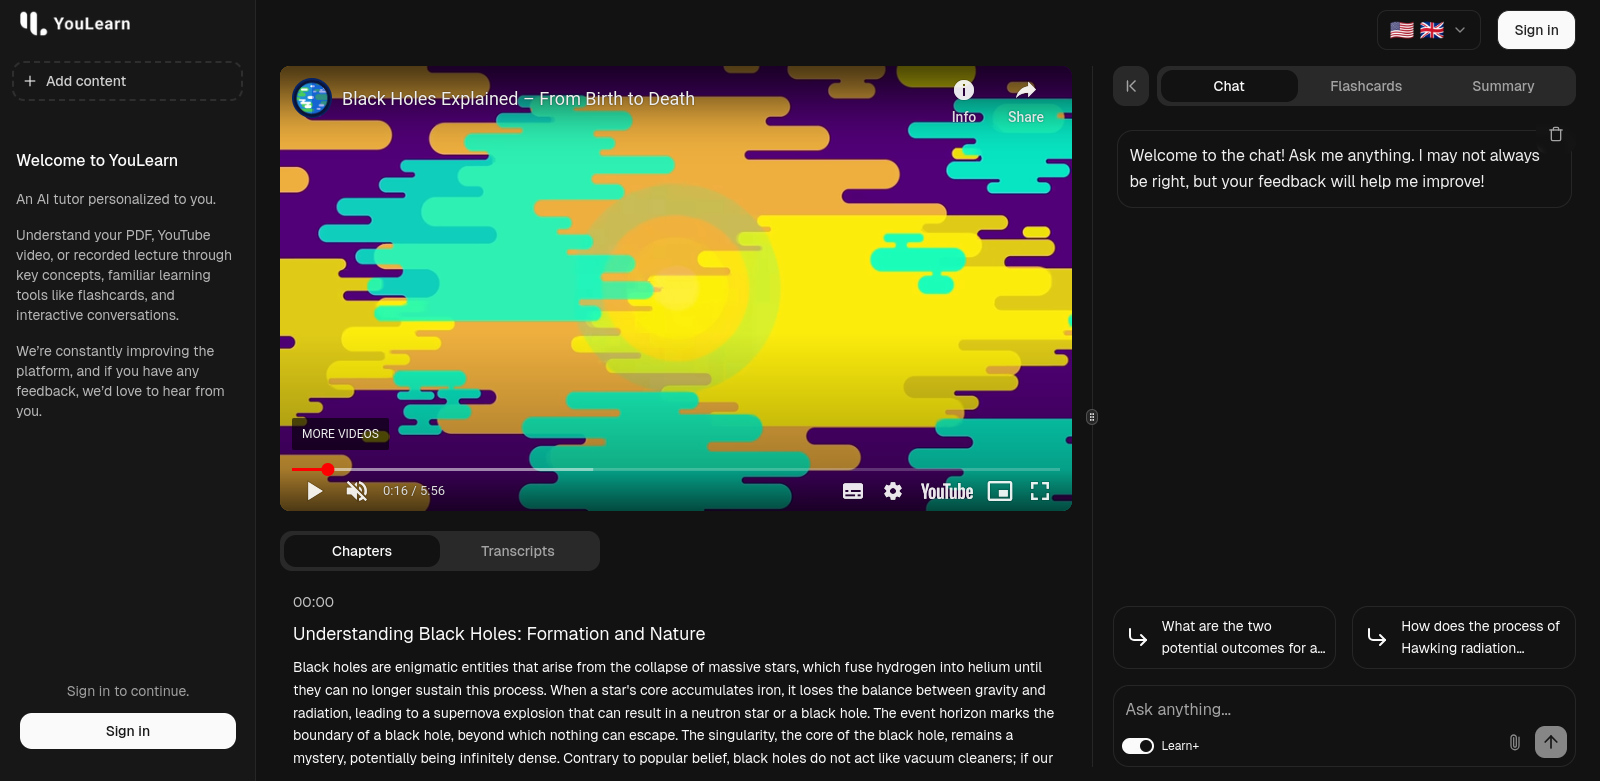 YouLearn
Add content
Welcome to YouLearn
An AI tutor personalized to you.
Understand your PDF, YouTube
video, or recorded lecture through
key concepts, familiar learning
tools like flashcards, and
interactive conversations.
We're constantly improving the
platform, and if you have any
feedback, we'd love to hear from
you.
Sign in to continue.
Sign in
Sign in
Black Holes Explained – From Birth to Death
Info
Share
MORE VIDEOS
0:16 / 5:56
YouTube
Chapters
Transcripts
00:00
Understanding Black Holes: Formation and Nature
Black holes are enigmatic entities that arise from the collapse of massive stars, which fuse hydrogen into helium until
they can no longer sustain this process. When a star's core accumulates iron, it loses the balance between gravity and
radiation, leading to a supernova explosion that can result in a neutron star or a black hole. The event horizon marks the
boundary of a black hole, beyond which nothing can escape. The singularity, the core of the black hole, remains a
mystery, potentially being infinitely dense. Contrary to popular belief, black holes do not act like vacuum cleaners; if our
Chat
Flashcards
Summary
Welcome to the chat! Ask me anything. I may not always
be right, but your feedback will help me improve!
What are the two
potential outcomes for a...
How does the process of
Hawking radiation...
Ask anything...
Learn+